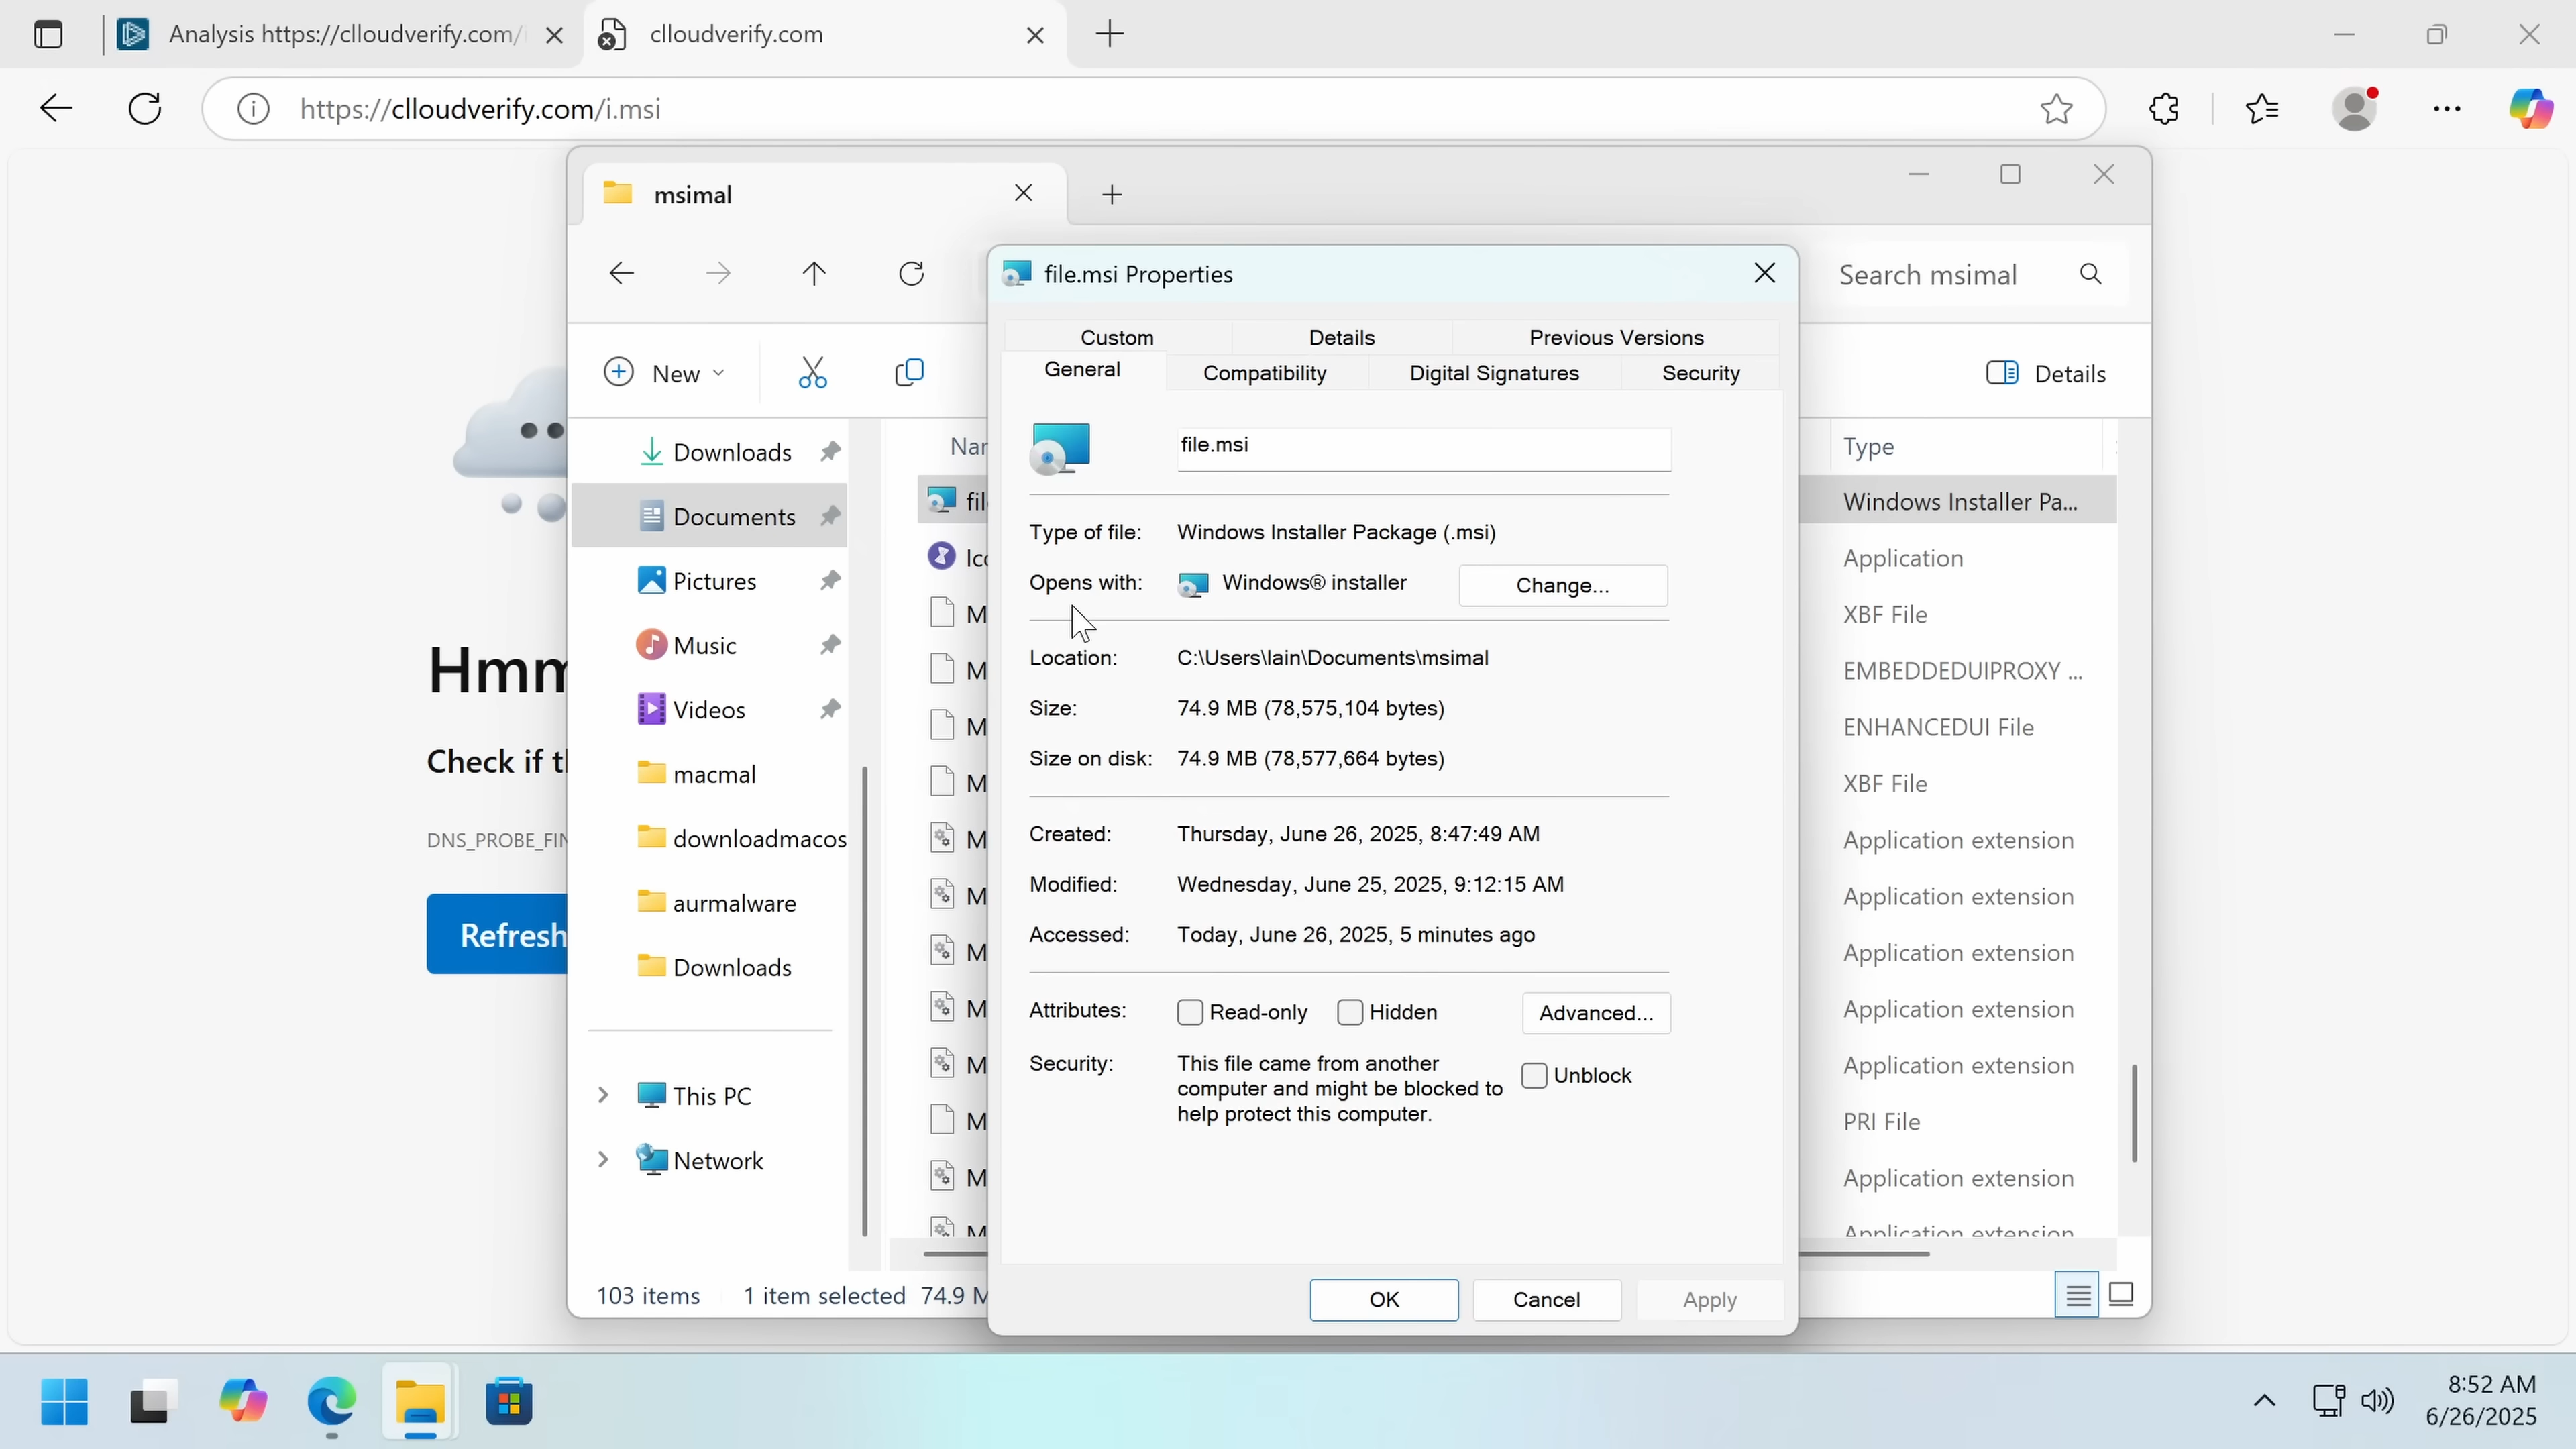 Analysis https://clloudverify.com/
clloudverify.com
https://clloudverify.com/i.msi
msimal
Search msimal
New
Details
Hmm
Check if t
DNS_PROBE_FIN
Refresh
Downloads
Documents
Pictures
Music
Videos
macmal
downloadmacos
aurmalware
Downloads
This PC
Network
Nar
fil
Ico
M
M
M
M
M
M
M
M
M
M
M
M
Type
Windows Installer Pa...
Application
XBF File
EMBEDDEDUIPROXY ...
ENHANCEDUI File
XBF File
Application extension
Application extension
Application extension
Application extension
Application extension
PRI File
Application extension
Application extension
103 items
1 item selected 74.9 M
file.msi Properties
Custom
Details
Previous Versions
General
Compatibility
Digital Signatures
Security
file.msi
Type of file: Windows Installer Package (.msi)
Opens with: Windows® installer
Change...
Location: C:\Users\lain\Documents\msimal
Size: 74.9 MB (78,575,104 bytes)
Size on disk: 74.9 MB (78,577,664 bytes)
Created: Thursday, June 26, 2025, 8:47:49 AM
Modified: Wednesday, June 25, 2025, 9:12:15 AM
Accessed: Today, June 26, 2025, 5 minutes ago
Attributes: Read-only Hidden
Advanced...
Security: This file came from another
computer and might be blocked to
help protect this computer.
Unblock
OK
Cancel
Apply
8:52 AM
6/26/2025